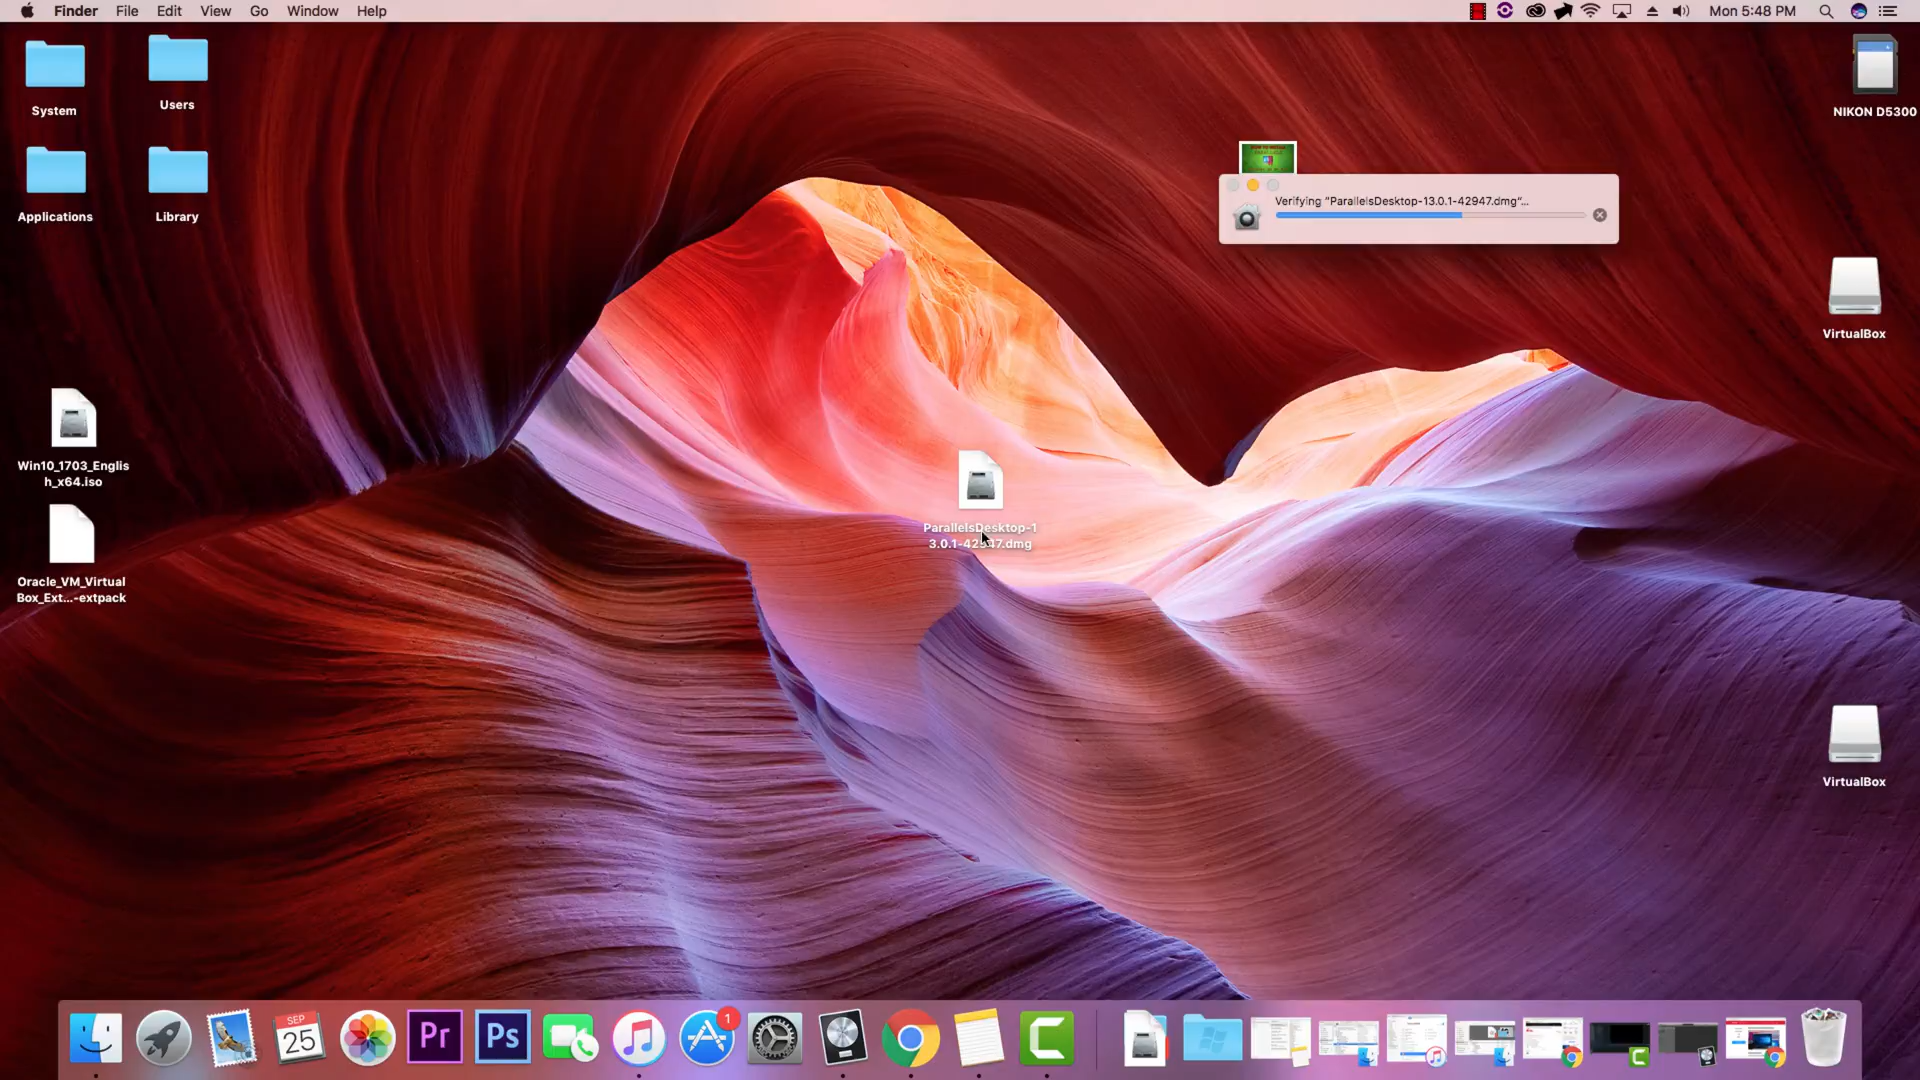 Finder File Edit View Go Window Help
Mon 5:48 PM
System
Users
NIKON D5300
Applications
Library
Verifying “ParallelsDesktop-13.0.1-42947.dmg”...
VirtualBox
Win10_1703_Englis
h_x64.iso
ParallelsDesktop-1
3.0.1-42947.dmg
Oracle_VM_Virtual
Box_Ext...-extpack
VirtualBox
SEP
25
Pr
Ps
1